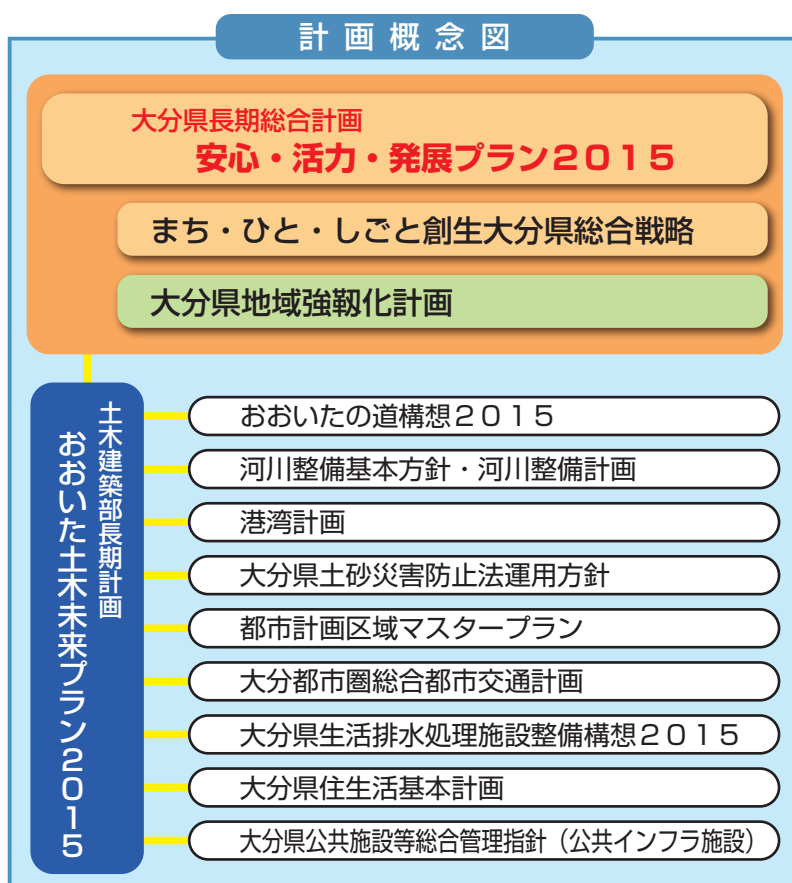 計画概念図
大分県長期総合計画
安心・活力・発展プラン２０１５
まち・ひと・しごと創生大分県総合戦略
大分県地域強靱化計画
土木建築部長期計画
おおいた土木未来プラン２０１５
おおいたの道構想２０１５
河川整備基本方針・河川整備計画
港湾計画
大分県土砂災害防止法運用方針
都市計画区域マスタープラン
大分都市圏総合都市交通計画
大分県生活排水処理施設整備構想２０１５
大分県住生活基本計画
大分県公共施設等総合管理指針（公共インフラ施設）